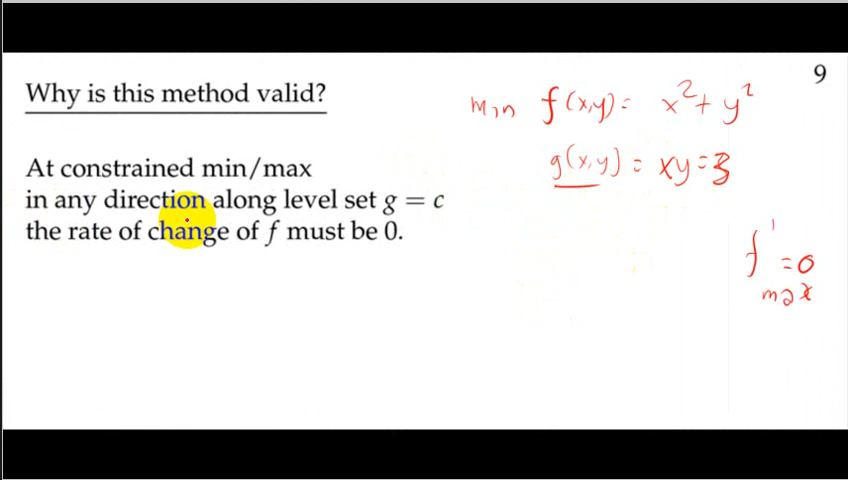 9
Why is this method valid?
min f(x,y) = x² + y²
g(x,y) = xy = 3
At constrained min/max
in any direction along level set g = c
the rate of change of f must be 0.
f' = 0
max